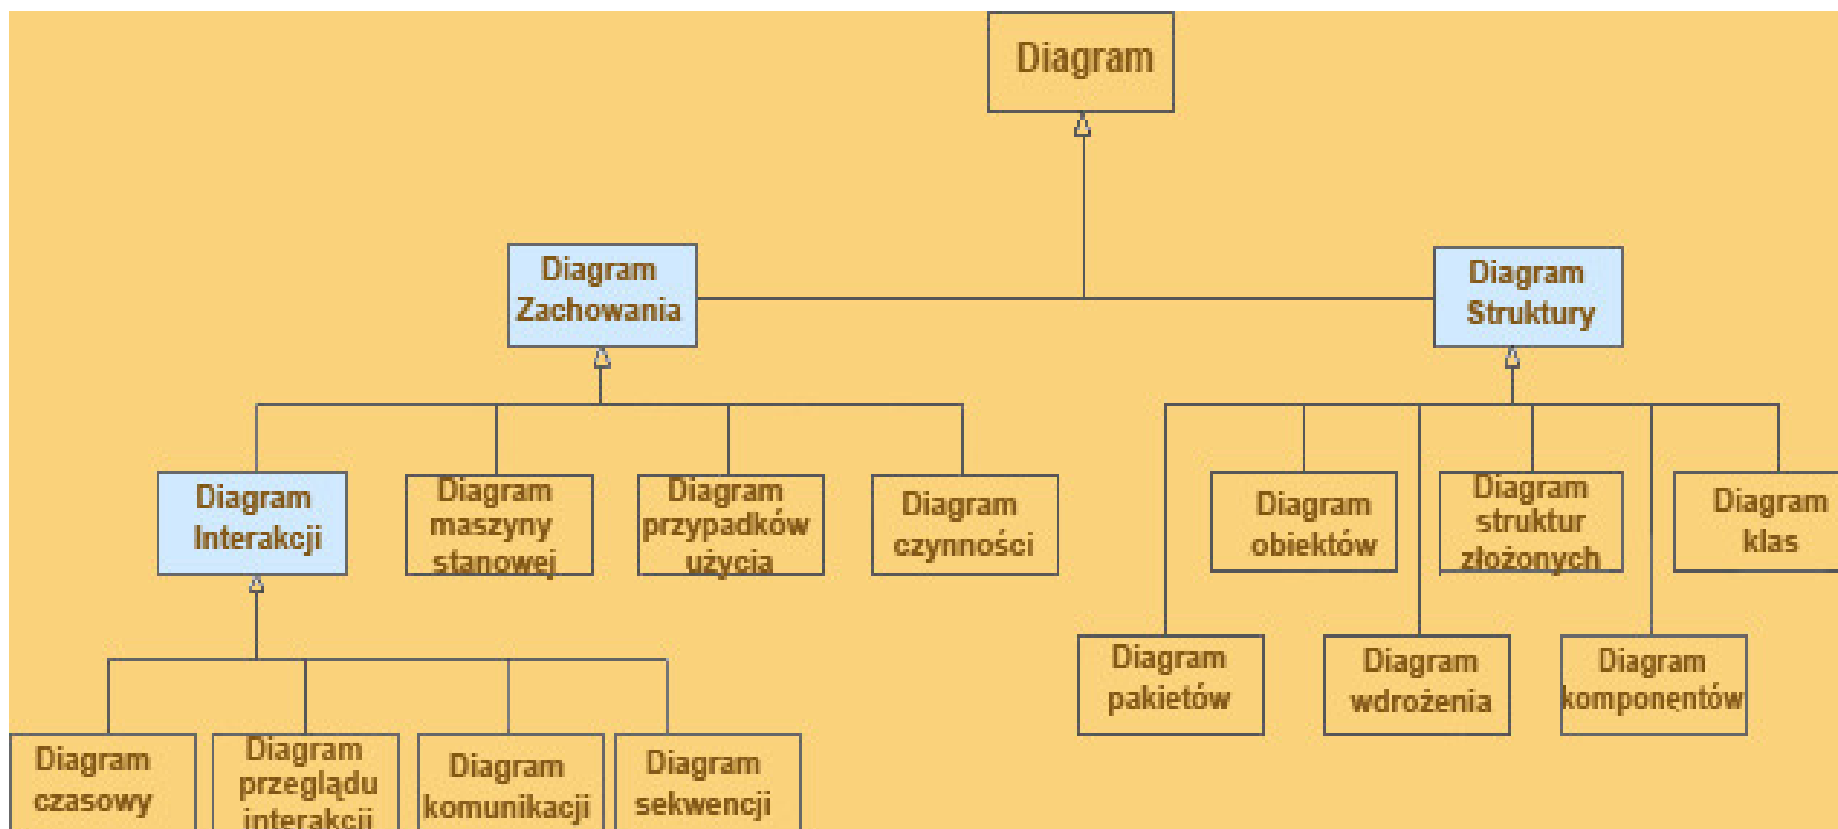 Diagram
Diagram
Zachowania
Diagram
Struktury
Diagram
Interakcji
Diagram
maszyny
stanowej
Diagram
przypadków
użycia
Diagram
czynności
Diagram
obiektów
Diagram
struktur
złożonych
Diagram
klas
Diagram
pakietów
Diagram
wdrożenia
Diagram
komponentów
Diagram
czasowy
Diagram
przeglądu
interakcji
Diagram
komunikacji
Diagram
sekwencji